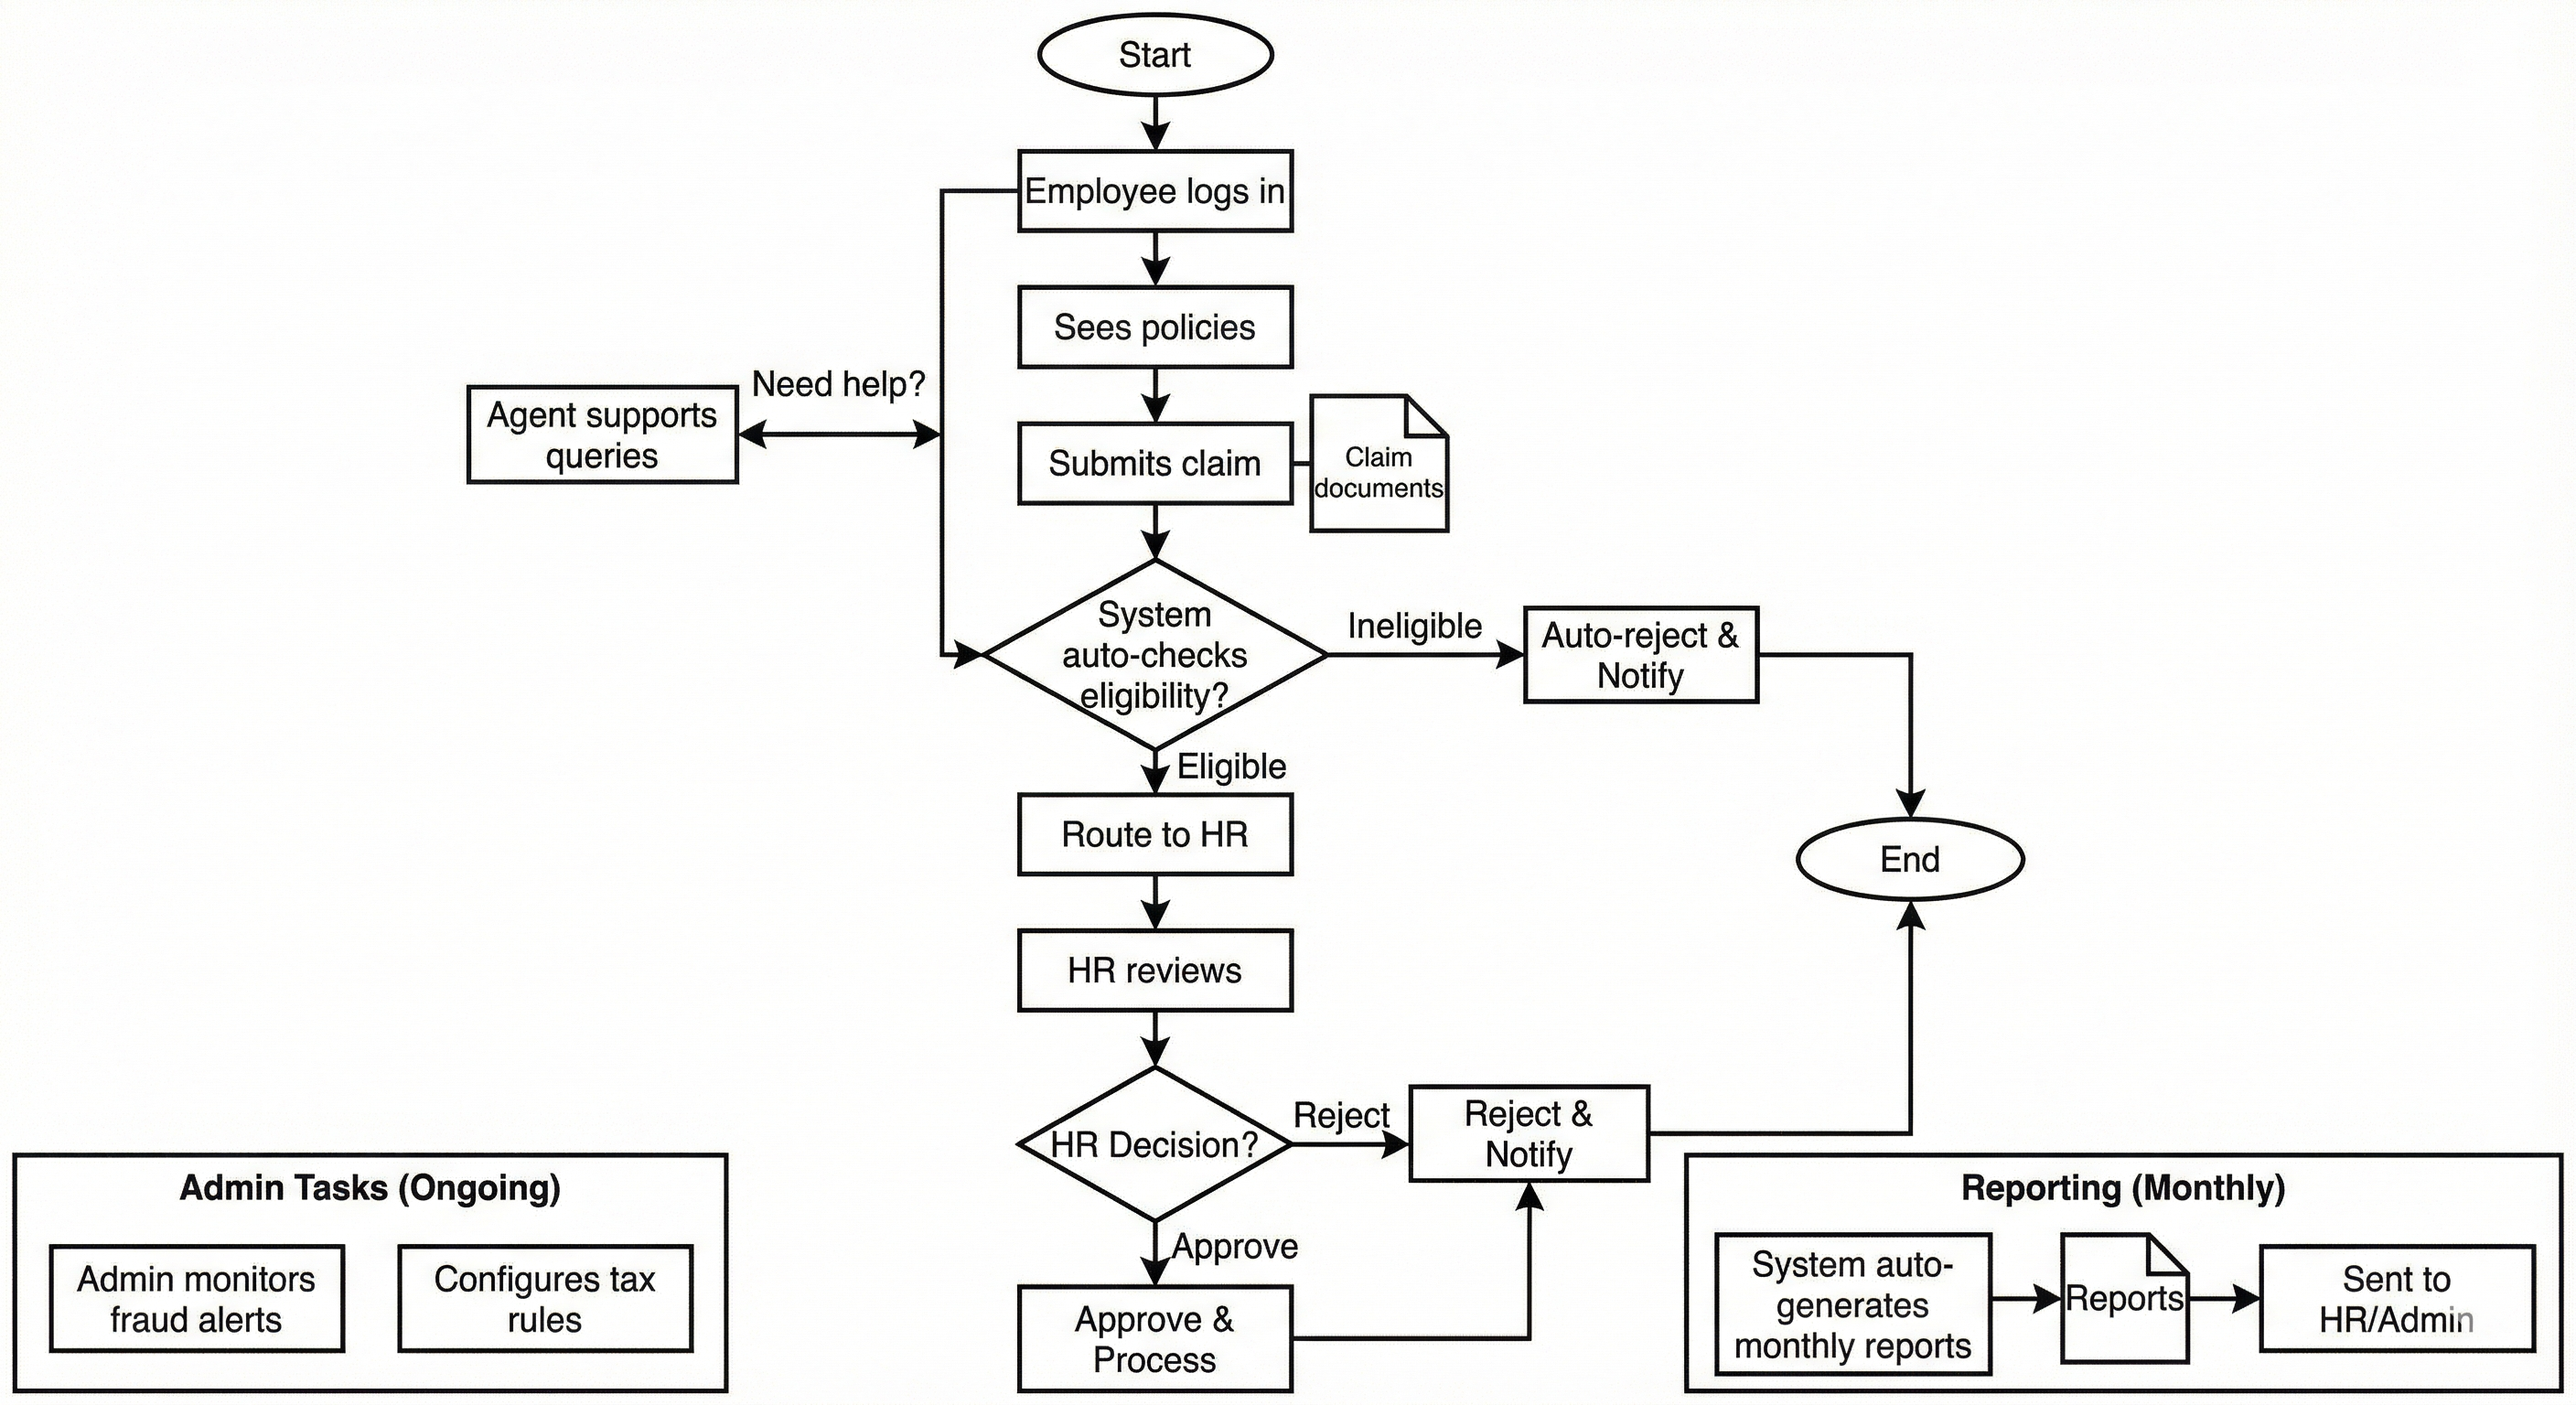 Start
Employee logs in
Sees policies
Need help?
Agent supports
queries
Submits claim
Claim
documents
System
auto-checks
eligibility?
Ineligible
Auto-reject &
Notify
Eligible
Route to HR
End
HR reviews
HR Decision?
Reject
Reject &
Notify
Approve
Approve &
Process
Admin Tasks (Ongoing)
Admin monitors
fraud alerts
Configures tax
rules
Reporting (Monthly)
System auto-
generates
monthly reports
Reports
Sent to
HR/Admin